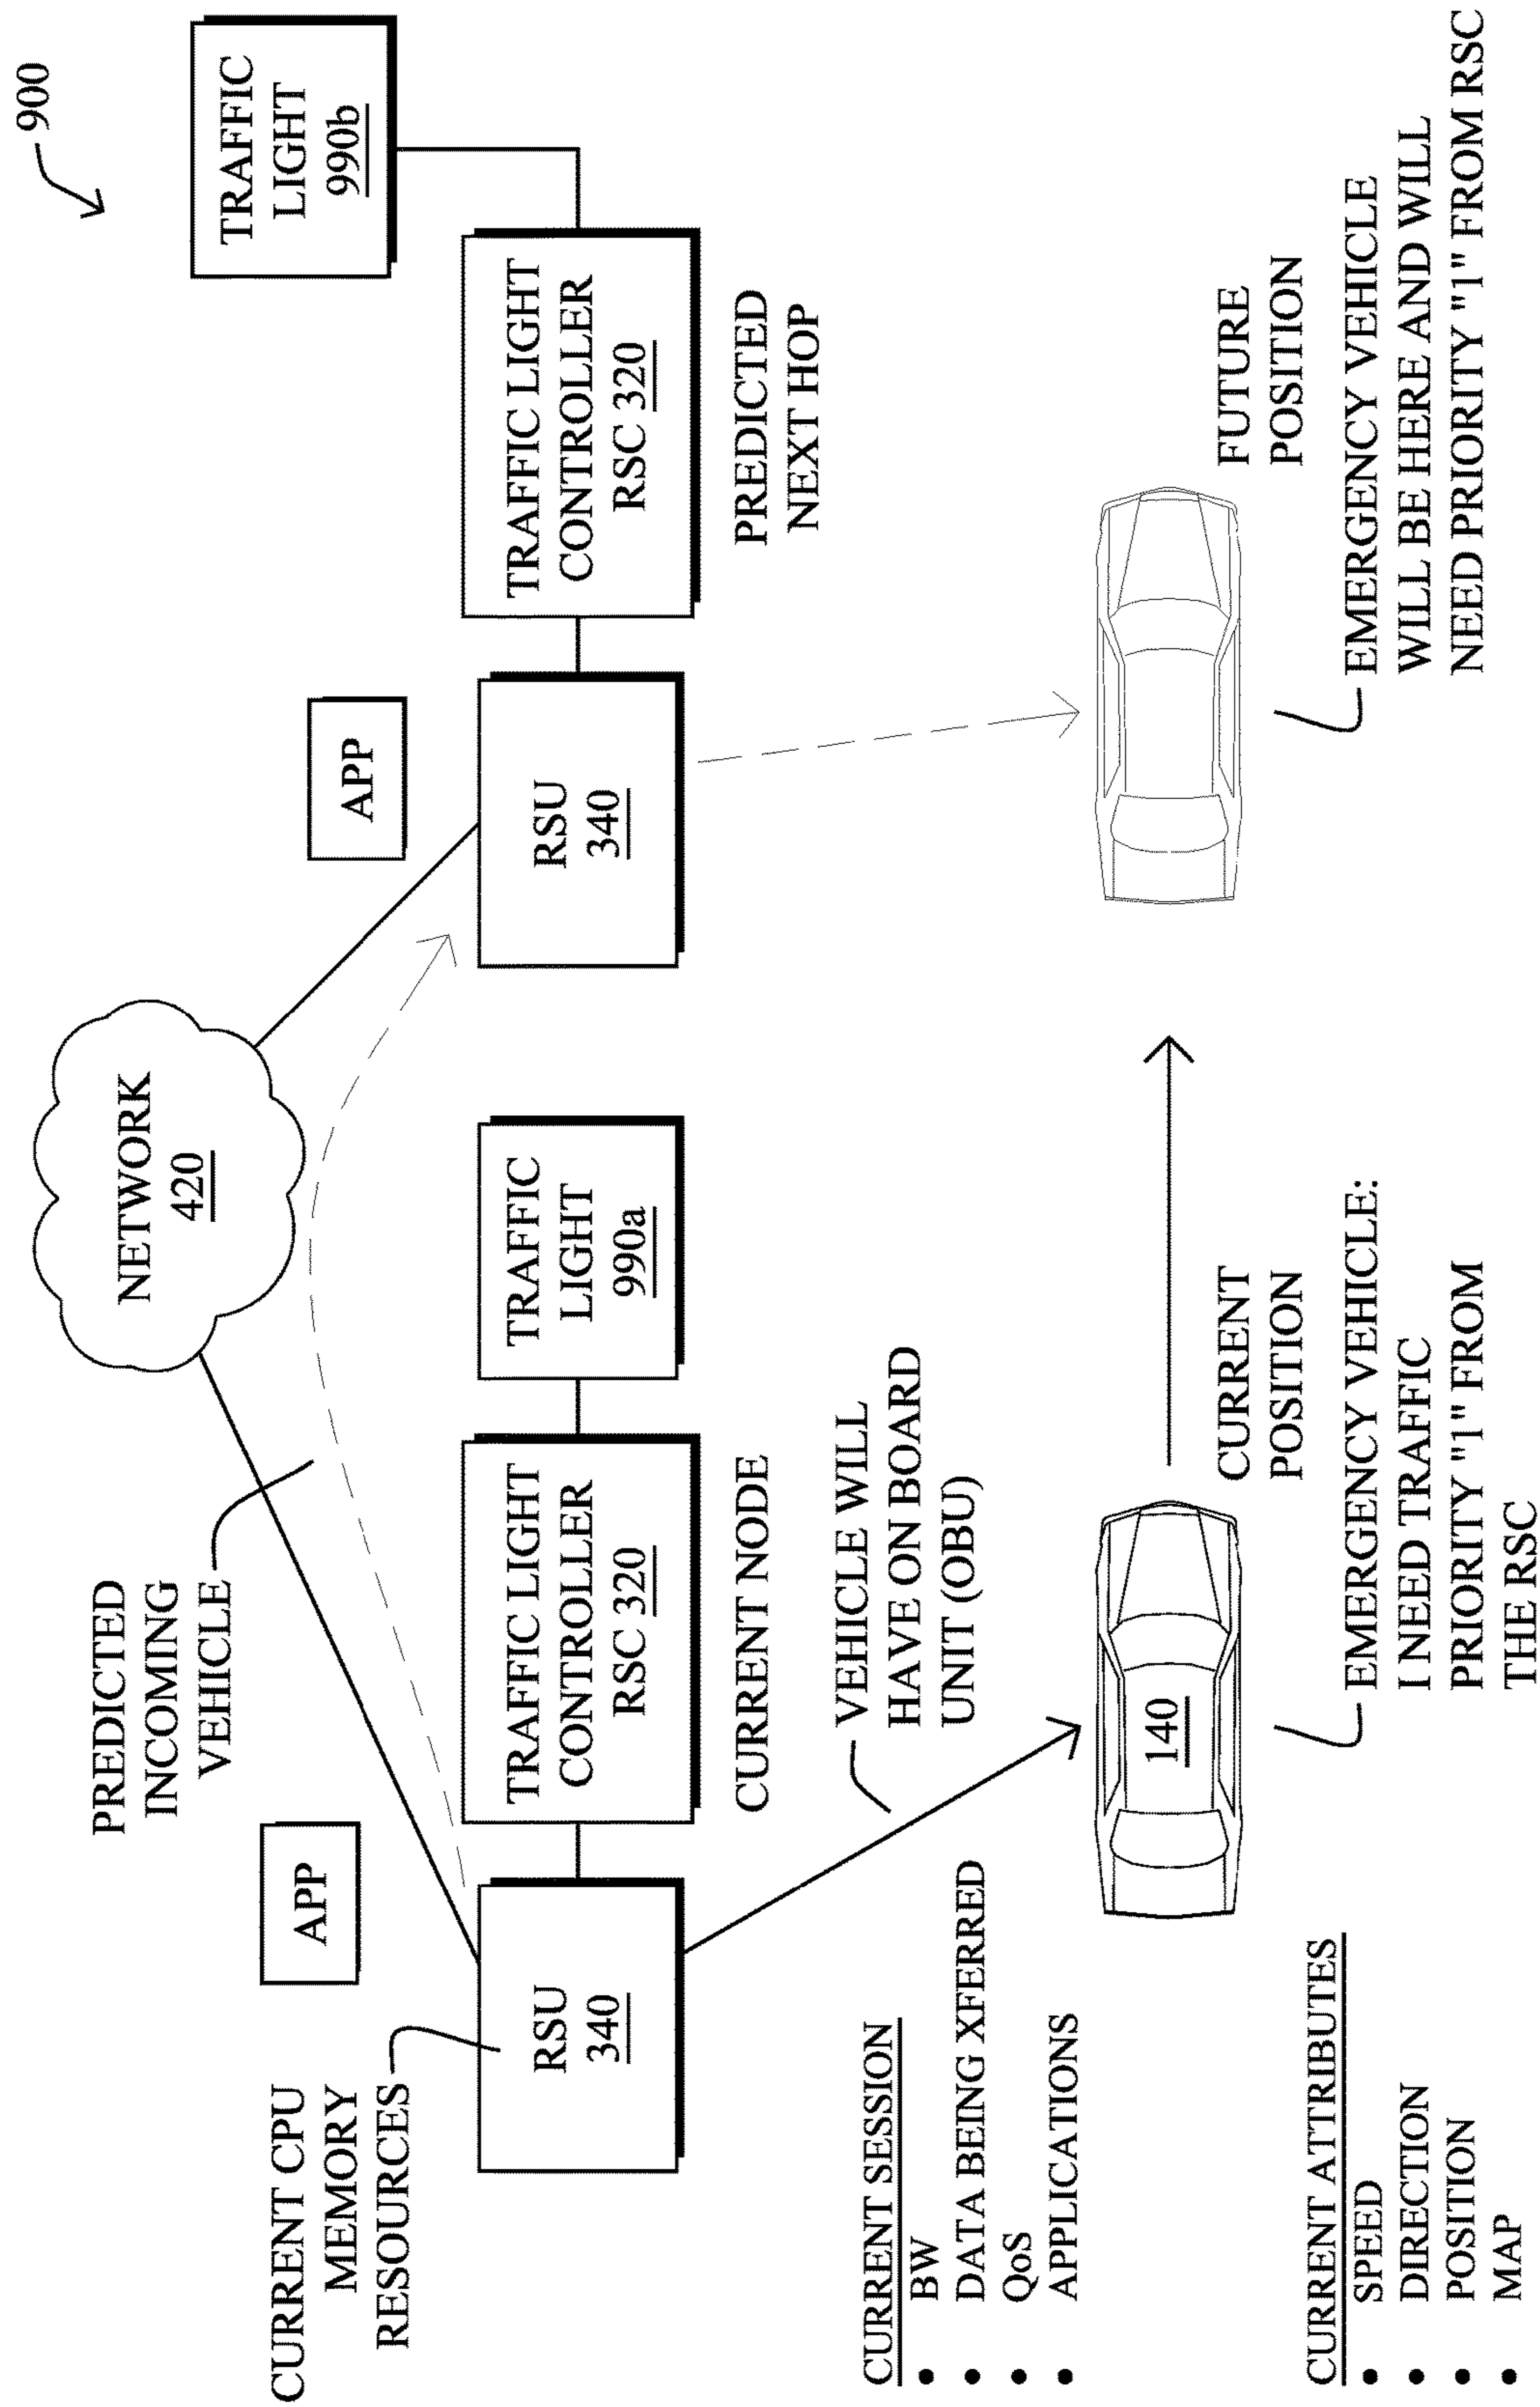 900
TRAFFIC
LIGHT
990b
NETWORK
420
PREDICTED
INCOMING
VEHICLE
APP
APP
CURRENT CPU
MEMORY
RESOURCES
RSU
340
TRAFFIC LIGHT
CONTROLLER
RSC 320
TRAFFIC
LIGHT
990a
RSU
340
TRAFFIC LIGHT
CONTROLLER
RSC 320
CURRENT NODE
PREDICTED
NEXT HOP
VEHICLE WILL
HAVE ON BOARD
UNIT (OBU)
CURRENT SESSION
• BW
• DATA BEING XFERRED
• QoS
• APPLICATIONS
140
CURRENT
POSITION
FUTURE
POSITION
CURRENT ATTRIBUTES
• SPEED
• DIRECTION
• POSITION
• MAP
EMERGENCY VEHICLE:
I NEED TRAFFIC
PRIORITY "1" FROM
THE RSC
EMERGENCY VEHICLE
WILL BE HERE AND WILL
NEED PRIORITY "1" FROM RSC